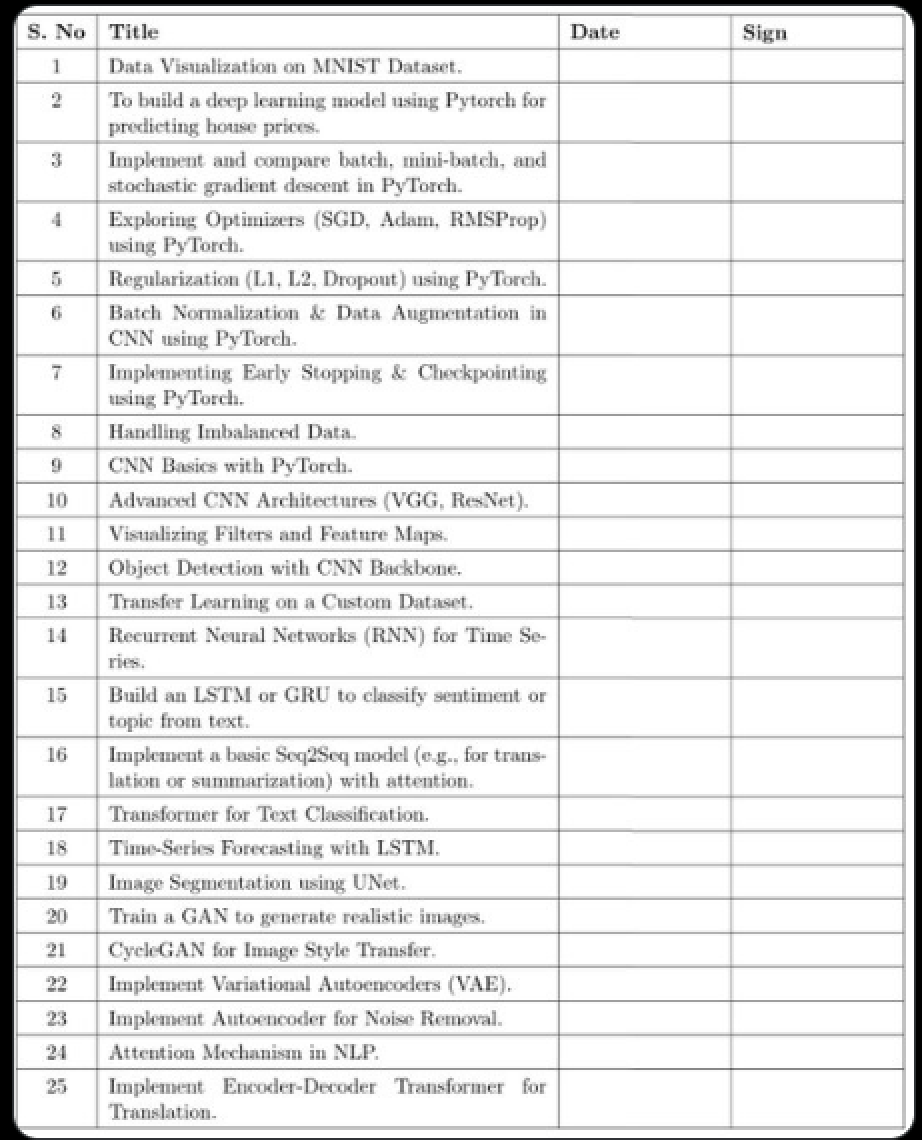 S. No Title Date Sign
1 Data Visualization on MNIST Dataset.
2 To build a deep learning model using Pytorch for
predicting house prices.
3 Implement and compare batch, mini-batch, and
stochastic gradient descent in PyTorch.
4 Exploring Optimizers (SGD, Adam, RMSProp)
using PyTorch.
5 Regularization (L1, L2, Dropout) using PyTorch.
6 Batch Normalization & Data Augmentation in
CNN using PyTorch.
7 Implementing Early Stopping & Checkpointing
using PyTorch.
8 Handling Imbalanced Data.
9 CNN Basics with PyTorch.
10 Advanced CNN Architectures (VGG, ResNet).
11 Visualizing Filters and Feature Maps.
12 Object Detection with CNN Backbone.
13 Transfer Learning on a Custom Dataset.
14 Recurrent Neural Networks (RNN) for Time Se-
ries.
15 Build an LSTM or GRU to classify sentiment or
topic from text.
16 Implement a basic Seq2Seq model (e.g., for trans-
lation or summarization) with attention.
17 Transformer for Text Classification.
18 Time-Series Forecasting with LSTM.
19 Image Segmentation using UNet.
20 Train a GAN to generate realistic images.
21 CycleGAN for Image Style Transfer.
22 Implement Variational Autoencoders (VAE).
23 Implement Autoencoder for Noise Removal.
24 Attention Mechanism in NLP.
25 Implement Encoder-Decoder Transformer for
Translation.